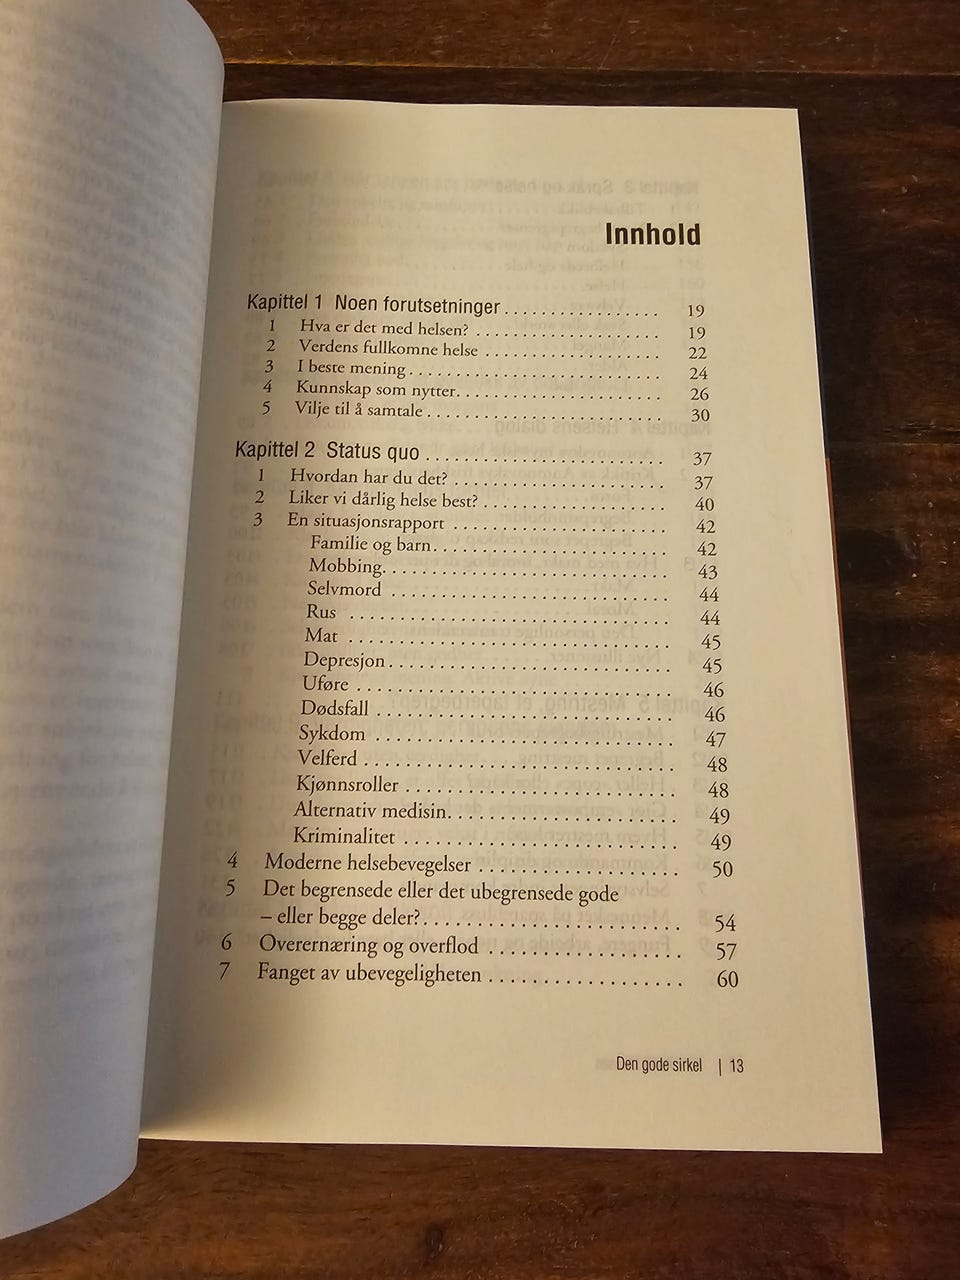 Innhold
Kapittel 1 Noen forutsetninger . . . . . . . . . . . . . . . . . 19
1 Hva er det med helsen? . . . . . . . . . . . . . . . . . . . . 19
2 Verdens fullkomne helse . . . . . . . . . . . . . . . . . . . 22
3 I beste mening . . . . . . . . . . . . . . . . . . . . . . . . . . . 24
4 Kunnskap som nytter. . . . . . . . . . . . . . . . . . . . . . 26
5 Vilje til å samtale . . . . . . . . . . . . . . . . . . . . . . . . . 30
Kapittel 2 Status quo . . . . . . . . . . . . . . . . . . . . . . . . . 37
1 Hvordan har du det? . . . . . . . . . . . . . . . . . . . . . . 37
2 Liker vi dårlig helse best? . . . . . . . . . . . . . . . . . . . 40
3 En situasjonsrapport . . . . . . . . . . . . . . . . . . . . . . 42
Familie og barn. . . . . . . . . . . . . . . . . . . . . . . . . 42
Mobbing. . . . . . . . . . . . . . . . . . . . . . . . . . . . . . 43
Selvmord . . . . . . . . . . . . . . . . . . . . . . . . . . . . . 44
Rus . . . . . . . . . . . . . . . . . . . . . . . . . . . . . . . . . 44
Mat . . . . . . . . . . . . . . . . . . . . . . . . . . . . . . . . . 45
Depresjon . . . . . . . . . . . . . . . . . . . . . . . . . . . . . 45
Uføre . . . . . . . . . . . . . . . . . . . . . . . . . . . . . . . . 46
Dødsfall . . . . . . . . . . . . . . . . . . . . . . . . . . . . . . 46
Sykdom . . . . . . . . . . . . . . . . . . . . . . . . . . . . . . 47
Velferd . . . . . . . . . . . . . . . . . . . . . . . . . . . . . . . 48
Kjønnsroller . . . . . . . . . . . . . . . . . . . . . . . . . . . 48
Alternativ medisin. . . . . . . . . . . . . . . . . . . . . . . 49
Kriminalitet . . . . . . . . . . . . . . . . . . . . . . . . . . . 49
4 Moderne helsebevegelser . . . . . . . . . . . . . . . . . . . 50
5 Det begrensede eller det ubegrensede gode
– eller begge deler?. . . . . . . . . . . . . . . . . . . . . . . . 54
6 Overernæring og overflod . . . . . . . . . . . . . . . . . . 57
7 Fanget av ubevegeligheten . . . . . . . . . . . . . . . . . . 60
Den gode sirkel | 13